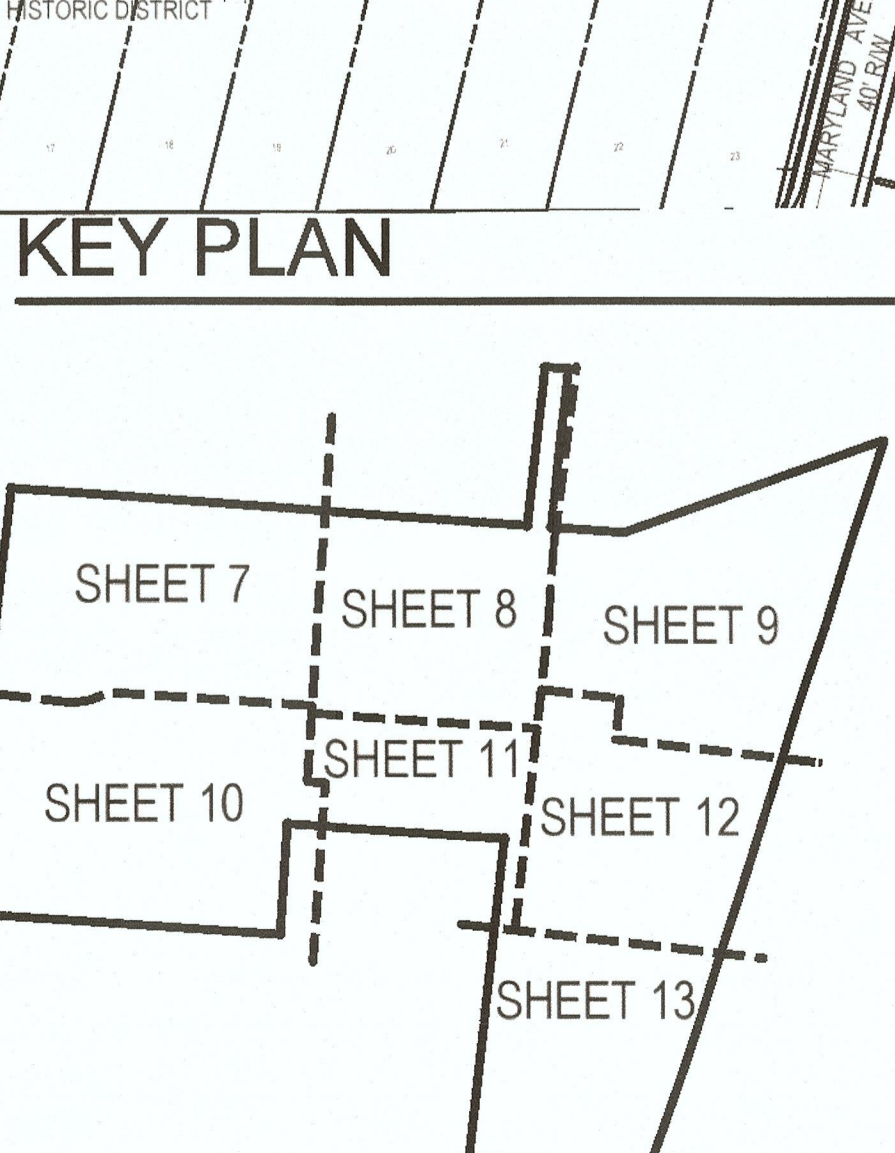 HISTORIC DISTRICT
MARYLAND AVE
40' R/W
17
18
19
20
21
22
23
KEY PLAN
SHEET 7
SHEET 8
SHEET 9
SHEET 10
SHEET 11
SHEET 12
SHEET 13